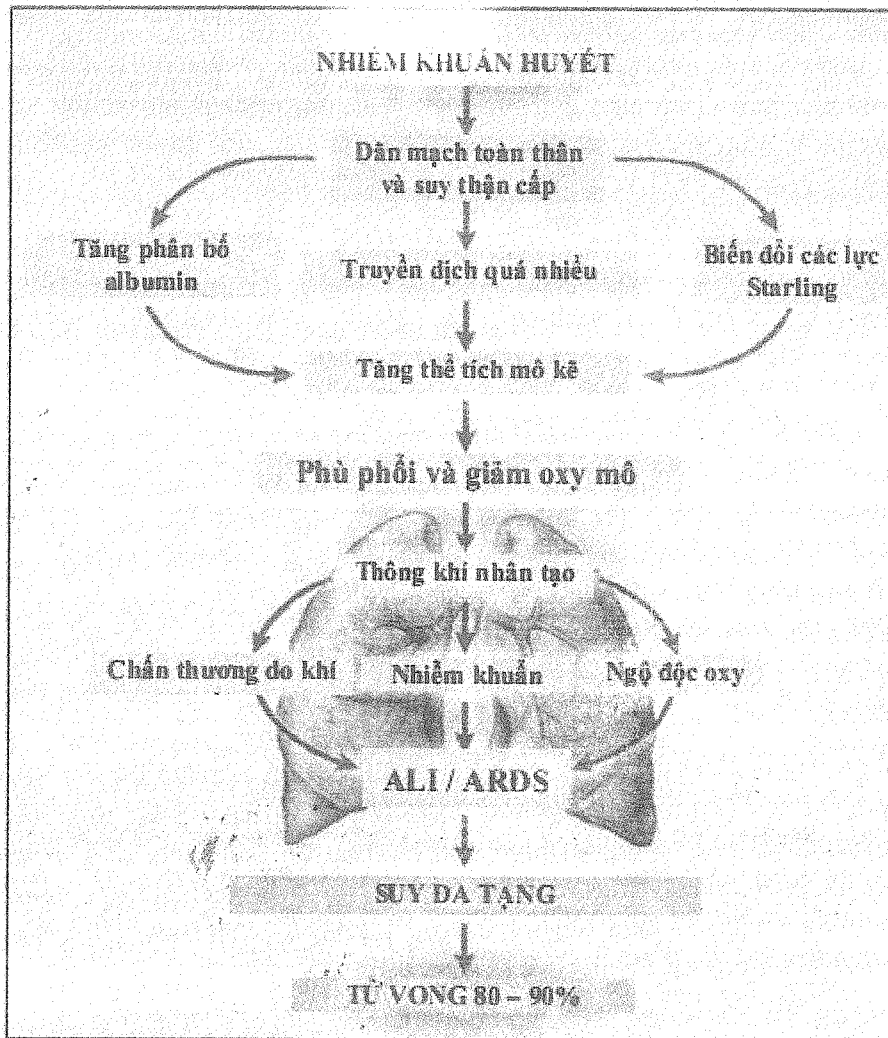 NHIỄM KHUẨN HUYẾT
Dãn mạch toàn thân
và suy thận cấp
Tăng phân bố
albumin
Truyền dịch quá nhiều
Biến đổi các lực
Starling
Tăng thể tích mô kẽ
Phù phổi và giảm oxy mô
Thông khí nhân tạo
Chấn thương do khí
Nhiễm khuẩn
Ngộ độc oxy
ALI / ARDS
SUY ĐA TẠNG
TỬ VONG 80 – 90%